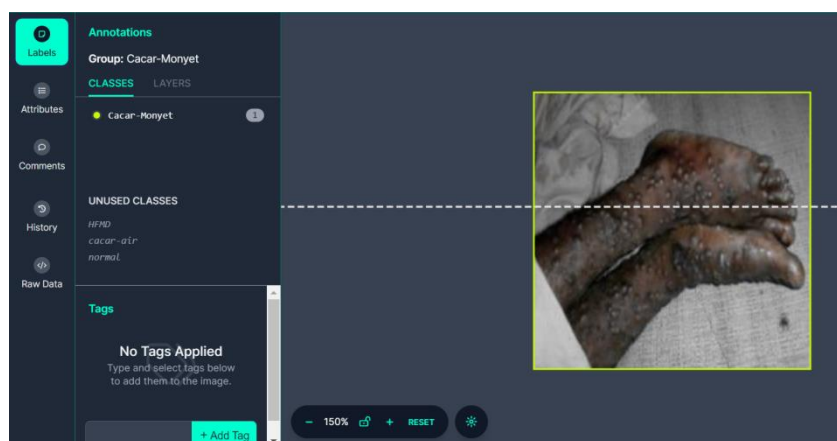 Labels
Attributes
Comments
History
Raw Data
Annotations
Group: Cacar-Monyet
CLASSES LAYERS
Cacar-Monyet 1
UNUSED CLASSES
HFMD
cacar-air
normal
Tags
No Tags Applied
Type and select tags below
to add them to the image.
+ Add Tag
− 150% + RESET